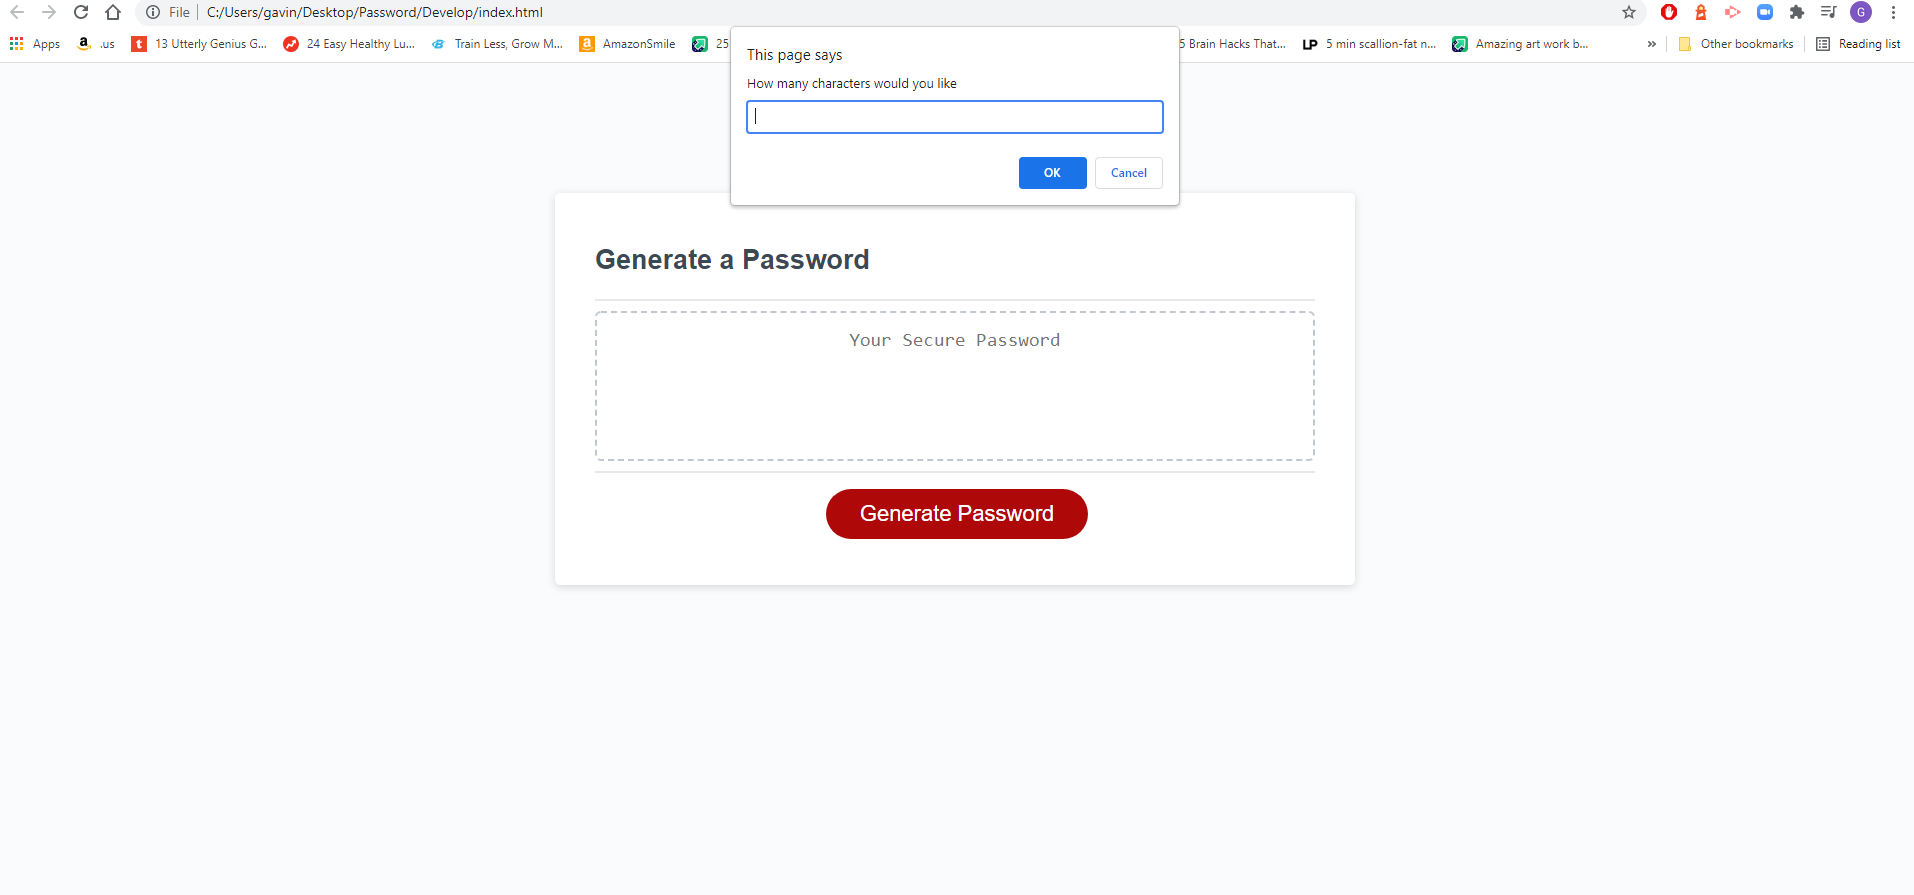 File C:/Users/gavin/Desktop/Password/Develop/index.html G
Apps a .us t 13 Utterly Genius G... 24 Easy Healthy Lu... B Train Less, Grow M... a AmazonSmile 25 5 Brain Hacks That... LP 5 min scallion-fat n... Amazing art work b... » Other bookmarks Reading list
This page says
How many characters would you like
OK Cancel
Generate a Password
Your Secure Password
Generate Password